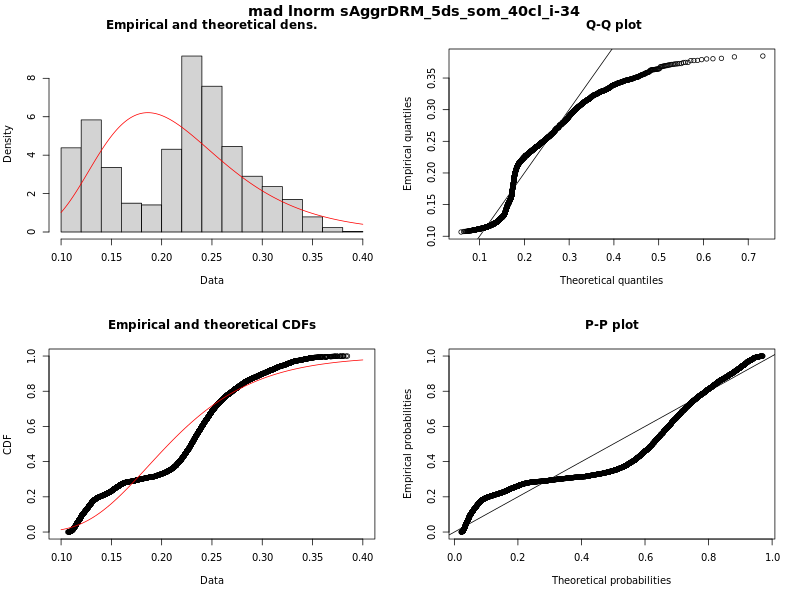 mad lnorm sAggrDRM_5ds_som_40cl_i-34
Empirical and theoretical dens.
Density
0 2 4 6 8
0.10 0.15 0.20 0.25 0.30 0.35 0.40
Data
Q-Q plot
Empirical quantiles
0.10 0.15 0.20 0.25 0.30 0.35
0.1 0.2 0.3 0.4 0.5 0.6 0.7
Theoretical quantiles
Empirical and theoretical CDFs
CDF
0.0 0.2 0.4 0.6 0.8 1.0
0.10 0.15 0.20 0.25 0.30 0.35 0.40
Data
P-P plot
Empirical probabilities
0.0 0.2 0.4 0.6 0.8 1.0
0.0 0.2 0.4 0.6 0.8 1.0
Theoretical probabilities